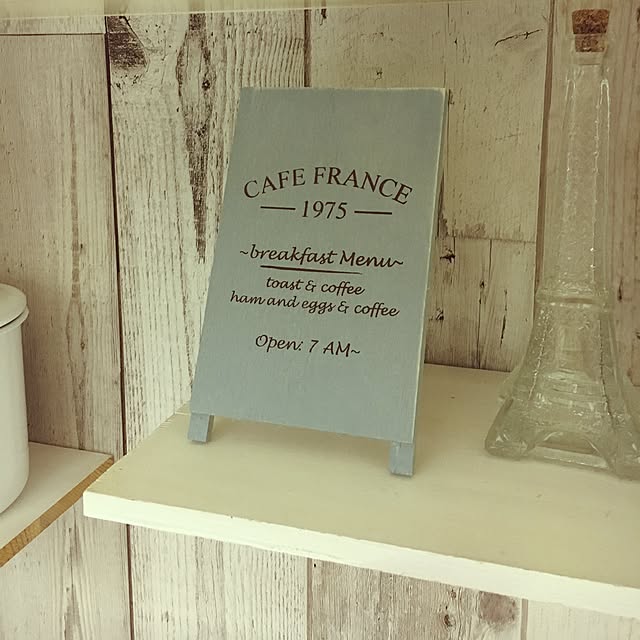 CAFE FRANCE
1975
~breakfast Menu~
toast & coffee
ham and eggs & coffee
Open: 7 AM~